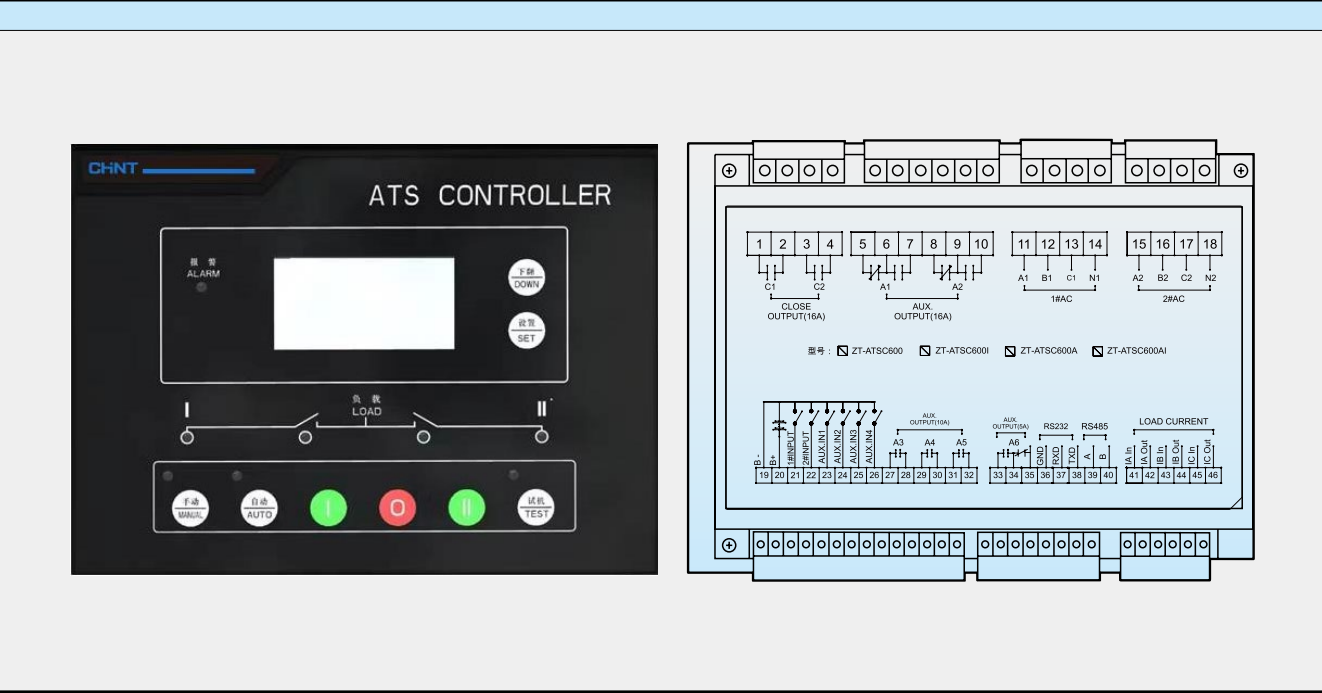 CHNT
ATS CONTROLLER
报警
ALARM
下翻
DOWN
设置
SET
I
负载
LOAD
II
手动
MANUAL
自动
AUTO
I
O
II
试机
TEST
1 2 3 4
5 6 7 8 9 10
11 12 13 14
15 16 17 18
C1 C2
A1 A2
A1 B1 C1 N1
A2 B2 C2 N2
CLOSE
OUTPUT(16A)
AUX.
OUTPUT(16A)
1#AC
2#AC
型号: ZT-ATSC600 ZT-ATSC600I ZT-ATSC600A ZT-ATSC600AI
B -
B+
1#INPUT
2#INPUT
AUX.IN1
AUX.IN2
AUX.IN3
AUX.IN4
AUX.
OUTPUT(10A)
A3 A4 A5
AUX.
OUTPUT(5A)
A6
RS232
GND
RXD
TXD
RS485
A
B
LOAD CURRENT
IA In
IA Out
IB In
IB Out
IC In
IC Out
19 20 21 22 23 24 25 26 27 28 29 30 31 32
33 34 35 36 37 38 39 40
41 42 43 44 45 46